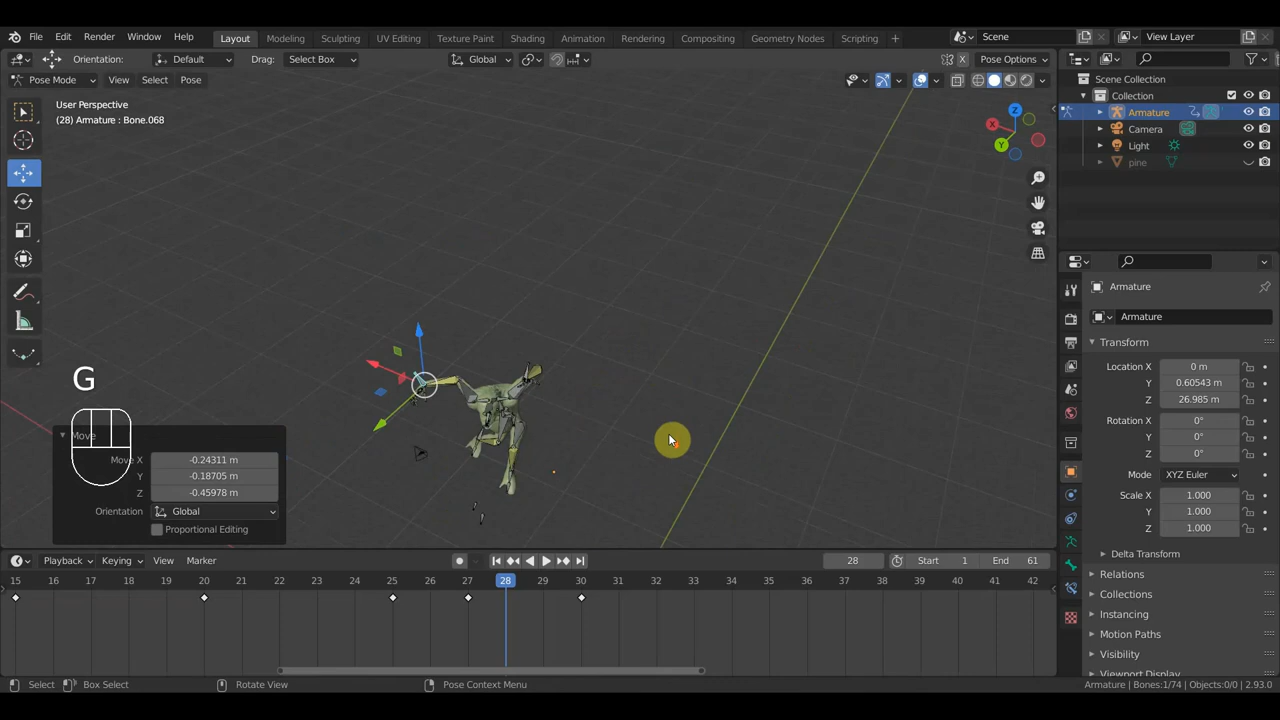 File Edit Render Window Help Layout Modeling Sculpting UV Editing Texture Paint Shading Animation Rendering Compositing Geometry Nodes Scripting + Scene View Layer
Orientation: Default Drag: Select Box Global X Pose Options
Pose Mode View Select Pose
User Perspective
(28) Armature : Bone.068
Z
X
Y
Scene Collection
Collection
Armature
Camera
Light
pine
G
Move
Move X -0.24311 m
Y -0.18705 m
Z -0.45978 m
Orientation Global
Proportional Editing
Armature
Armature
Transform
Location X 0 m
Y 0.60543 m
Z 26.985 m
Rotation X 0°
Y 0°
Z 0°
Mode XYZ Euler
Scale X 1.000
Y 1.000
Z 1.000
Delta Transform
Relations
Collections
Instancing
Motion Paths
Visibility
Viewport Display
Playback Keying View Marker 28 Start 1 End 61
15 16 17 18 19 20 21 22 23 24 25 26 27 28 29 30 31 32 33 34 35 36 37 38 39 40 41 42
Select Box Select Rotate View Pose Context Menu Armature | Bones:1/74 | Objects:0/0 | 2.93.0